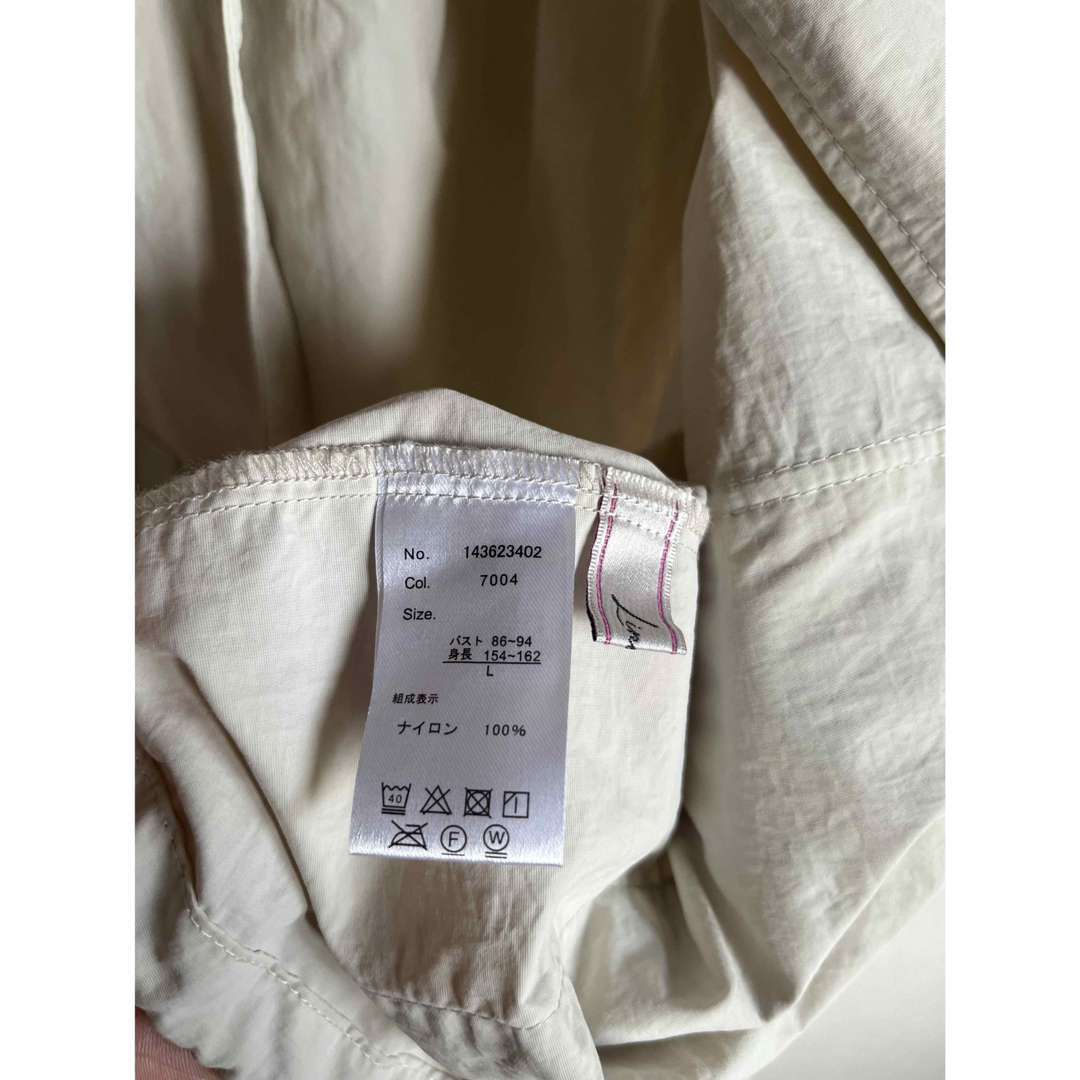 No. 143623402
Col. 7004
Size.
バスト 86~94
身長 154~162
L
組成表示
ナイロン 100%
40
F W